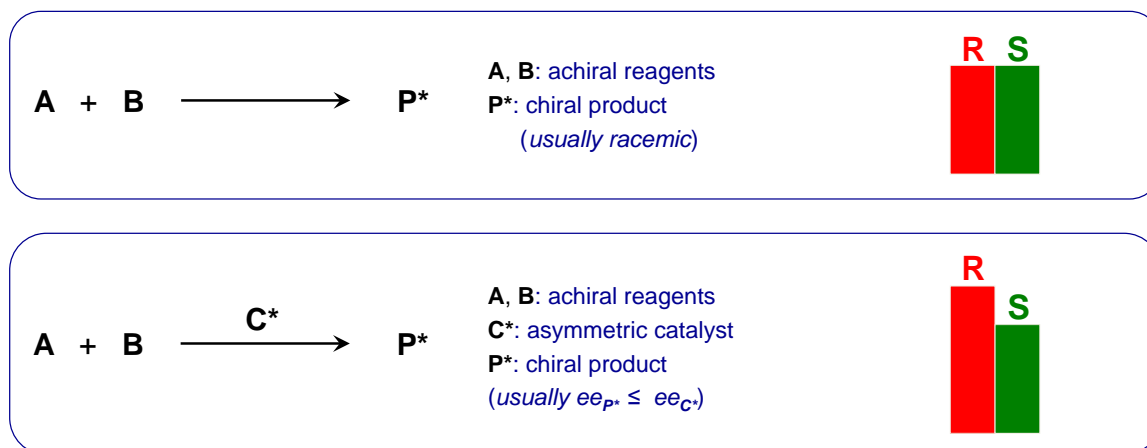 R S
A, B: achiral reagents
A + B P*
P*: chiral product
(usually racemic)
R
A, B: achiral reagents
S
C*
C*: asymmetric catalyst
A + B P*
P*: chiral product
(usually eeP* ≤ eeC*)